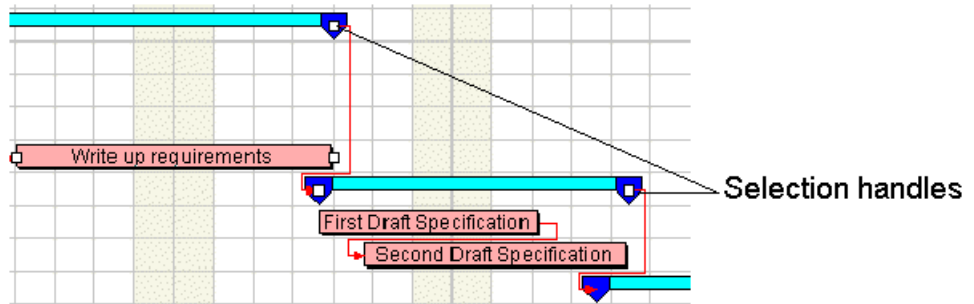 Write up requirements
Selection handles
First Draft Specification
Second Draft Specification